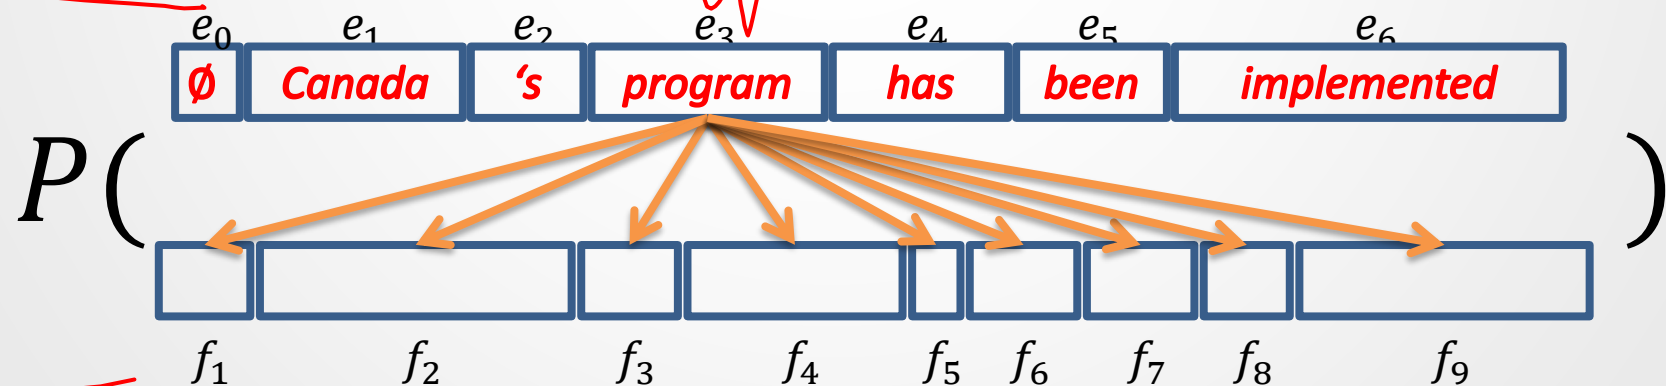 e₀ e₁ e₂ e₃ e₄ e₅ e₆
Ø Canada ‘s program has been implemented
P( )
f₁ f₂ f₃ f₄ f₅ f₆ f₇ f₈ f₉